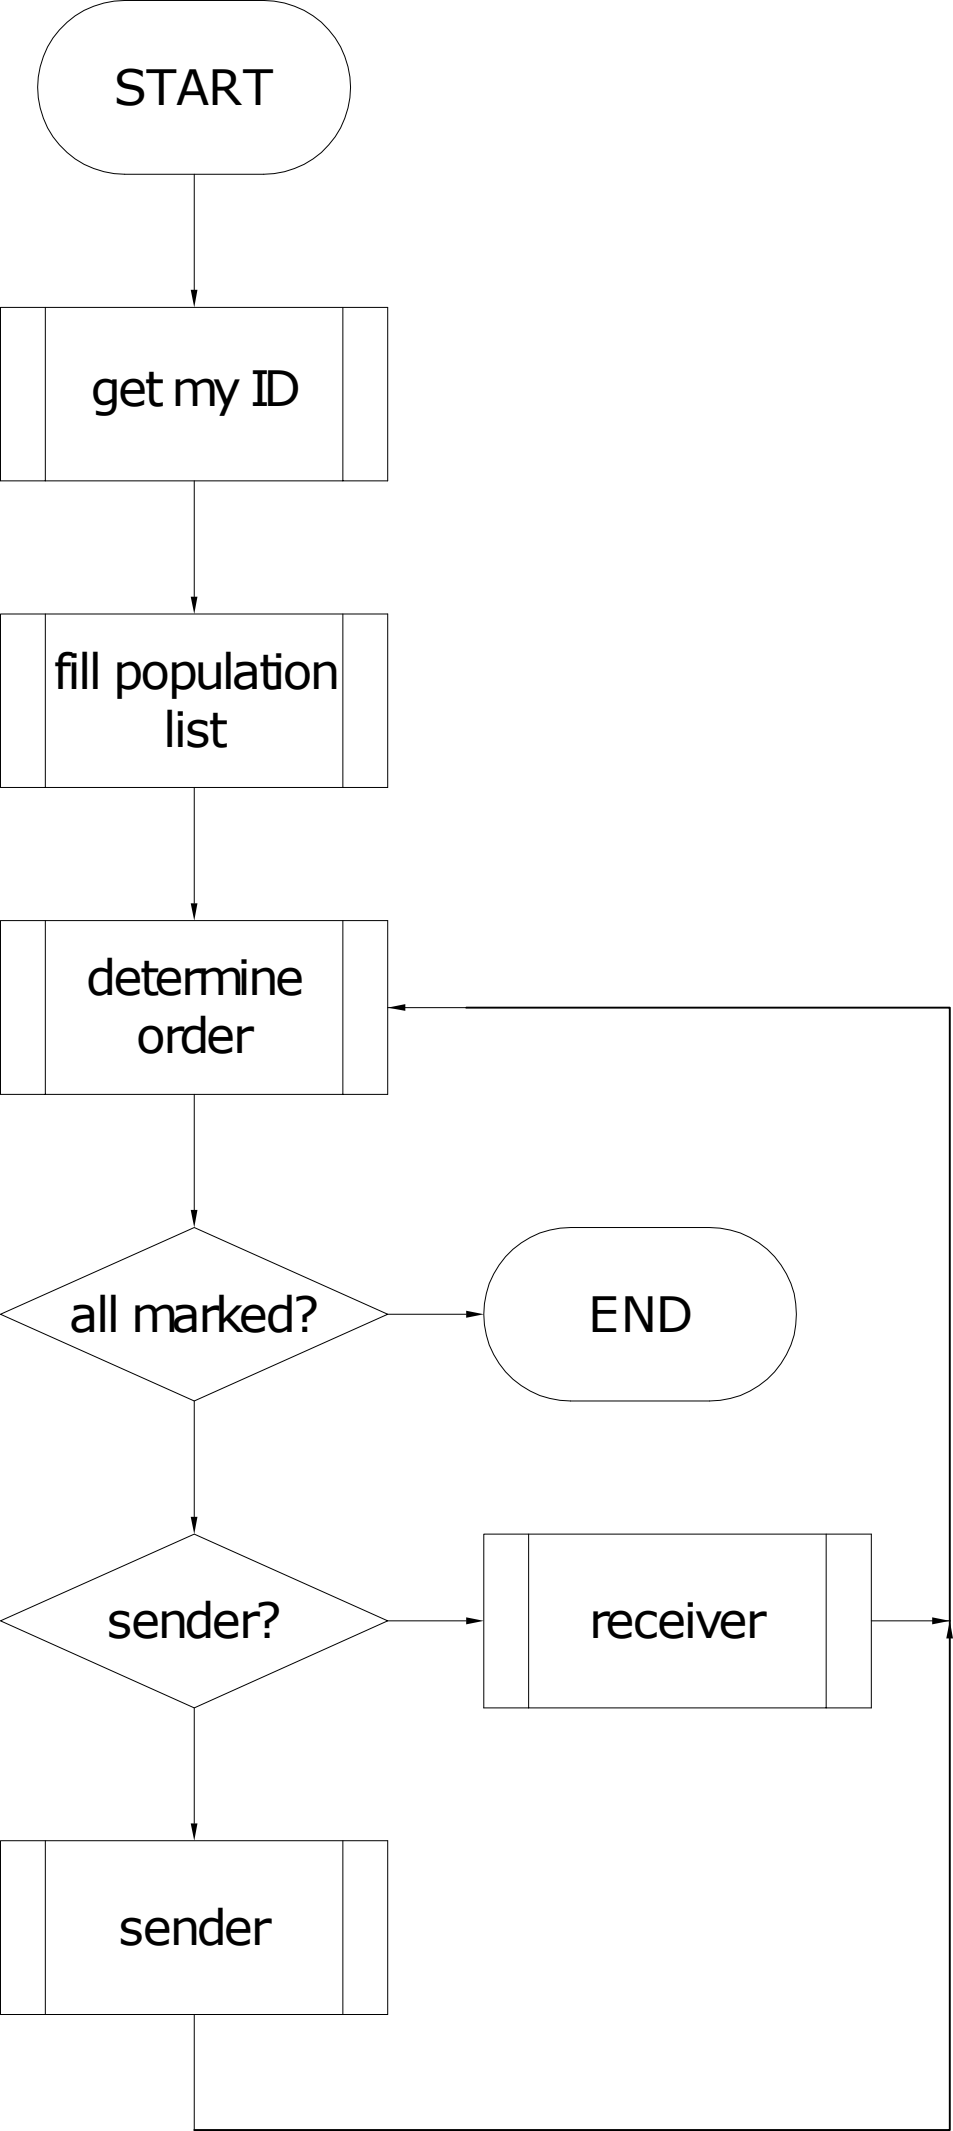 START
get my ID
fill population
list
determine
order
all marked?
END
sender?
receiver
sender